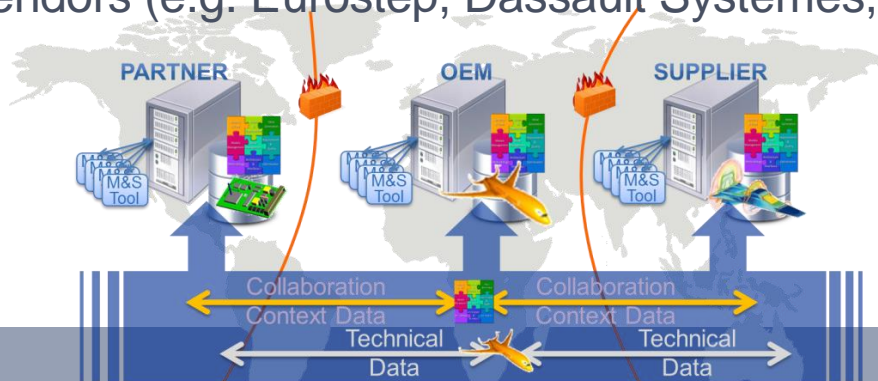 endors (e.g. Eurostep, Dassault Systèmes,
PARTNER OEM SUPPLIER
M&S
Tool
M&S
Tool
M&S
Tool
Collaboration Collaboration
Context Data Context Data
Technical Technical
Data Data